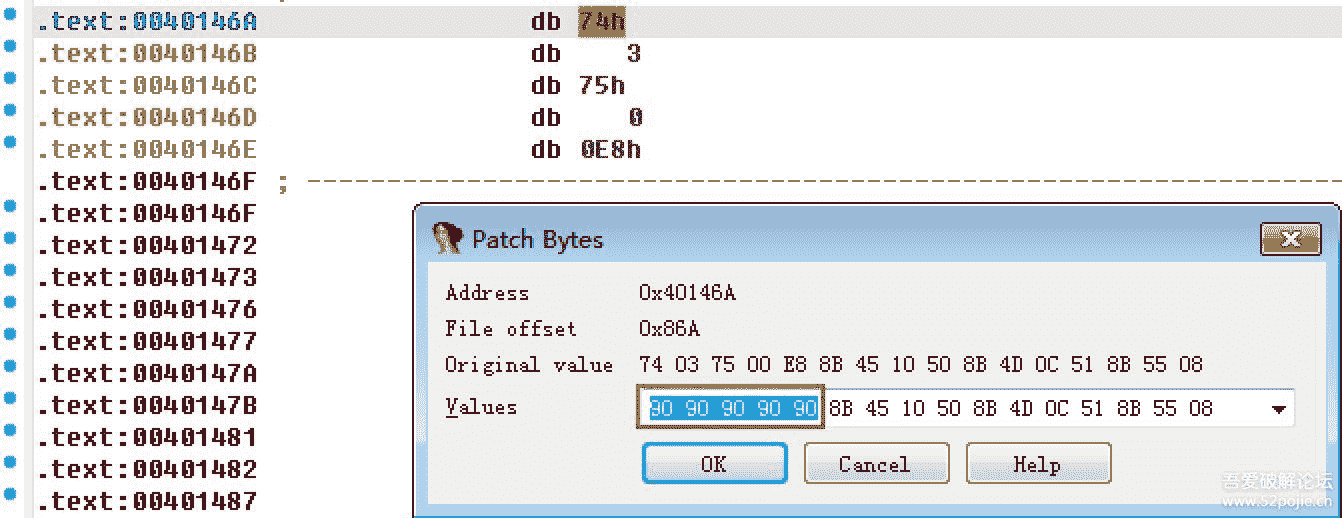 .text:0040146A db 74h
.text:0040146B db 3
.text:0040146C db 75h
.text:0040146D db 0
.text:0040146E db 0E8h
.text:0040146F ; ------------------------------------------------------------------------
.text:0040146F
.text:00401472
.text:00401473
.text:00401476
.text:00401477
.text:0040147A
.text:0040147B
.text:00401481
.text:00401482
.text:00401487
Patch Bytes
Address 0x40146A
File offset 0x86A
Original value 74 03 75 00 E8 8B 45 10 50 8B 4D 0C 51 8B 55 08
Values 90 90 90 90 90 8B 45 10 50 8B 4D 0C 51 8B 55 08
OK Cancel Help
吾爱破解论坛
www.52pojie.cn